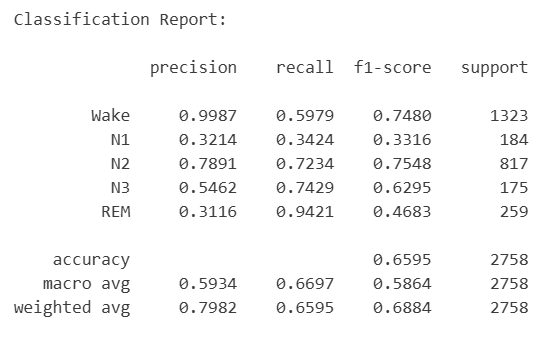 Classification Report:
precision recall f1-score support
Wake 0.9987 0.5979 0.7480 1323
N1 0.3214 0.3424 0.3316 184
N2 0.7891 0.7234 0.7548 817
N3 0.5462 0.7429 0.6295 175
REM 0.3116 0.9421 0.4683 259
accuracy 0.6595 2758
macro avg 0.5934 0.6697 0.5864 2758
weighted avg 0.7982 0.6595 0.6884 2758